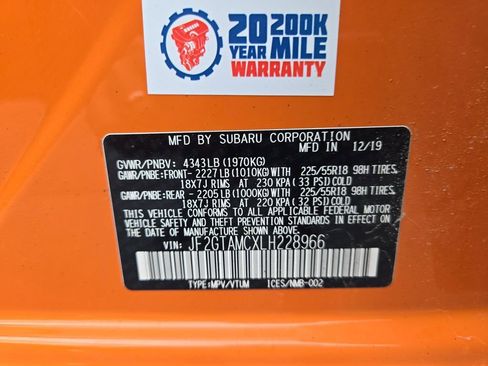 20 200K
YEAR MILE
WARRANTY
MFD BY SUBARU CORPORATION 12/19
GVWR/PNBV: 4343LB(1970KG)
GAWR/PNBE:FRONT-2227LB(1010KG)WITH 225/55R18 98H TIRES,
18X7J RIMS AT 230 KPA(33 PSI)COLD
GAWR/PNBE:REAR -2205LB(1000KG)WITH 225/55R18 98H TIRES,
18X7J RIMS AT 220 KPA(32 PSI)COLD
THIS VEHICLE CONFORMS TO ALL APPLICABLE FEDERAL
MOTOR VEHICLE SAFETY, BUMPER, AND THEFT
PREVENTION STANDARDS IN EFFECT ON THE
DATE OF MANUFACTURE SHOWN ABOVE.
VIN: JF2GTAMCXLH228966
TYPE:MPV/VTUM ICES/NMB-002